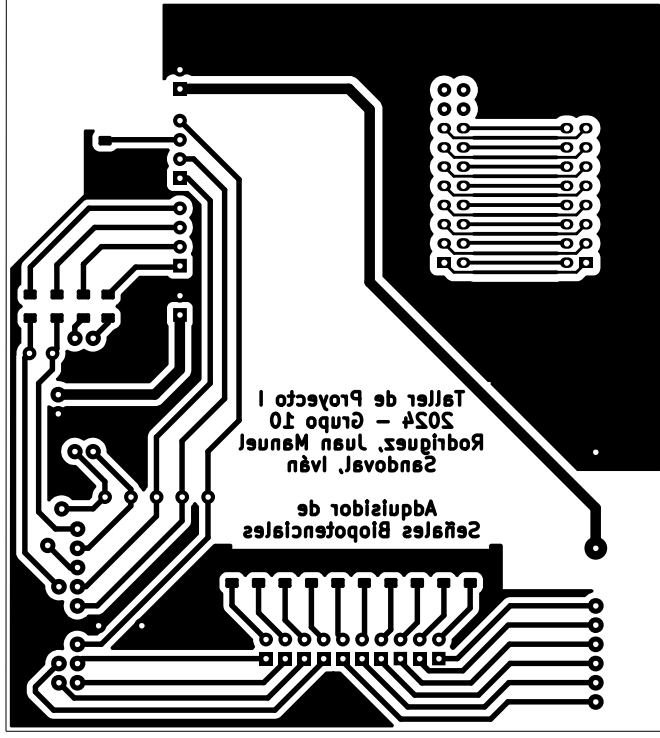 Taller de Proyecto I
2024 – Grupo 10
Rodriguez, Juan Manuel
Sandoval, Iván
Adquisidor de
Señales Biopotenciales